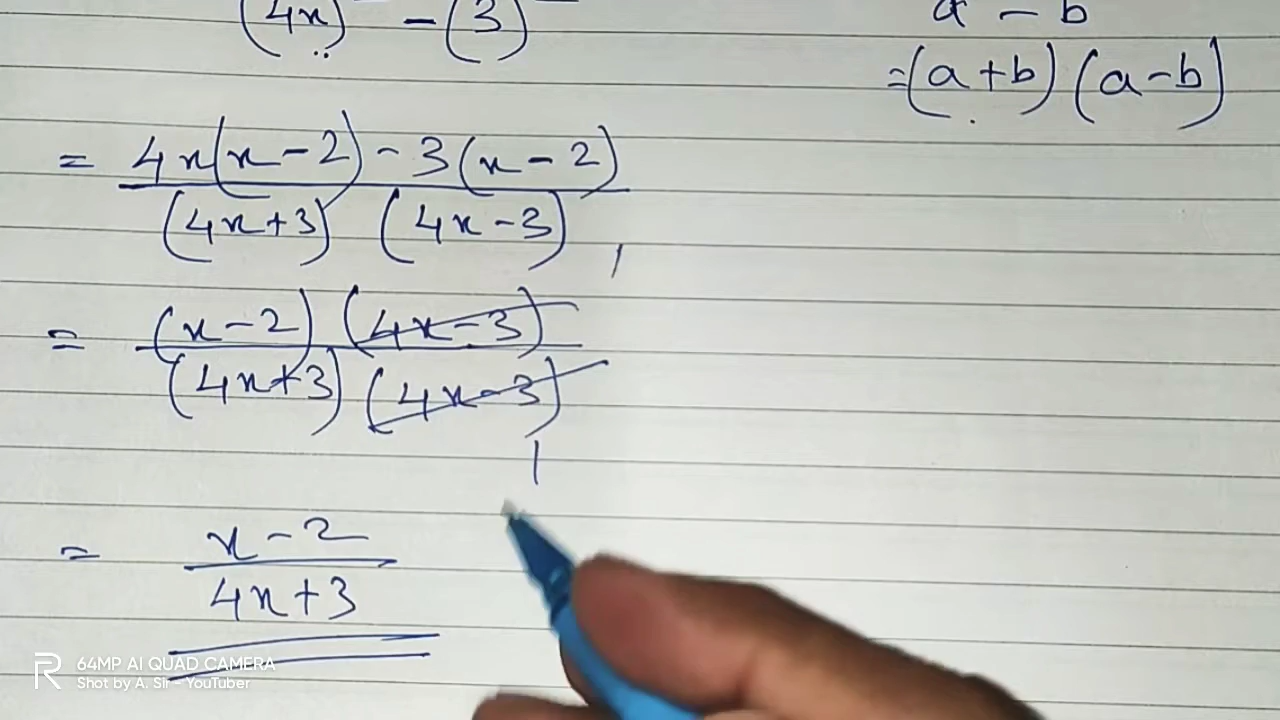 (4x) - (3)
a - b
=(a+b)(a-b)
= 4x(x-2)-3(x-2)
(4x+3) (4x-3)
= (x-2)(4x-3)
(4x+3)(4x-3)
= x-2
4x+3
64MP AI QUAD CAMERA
Shot by A. Sir - YouTuber